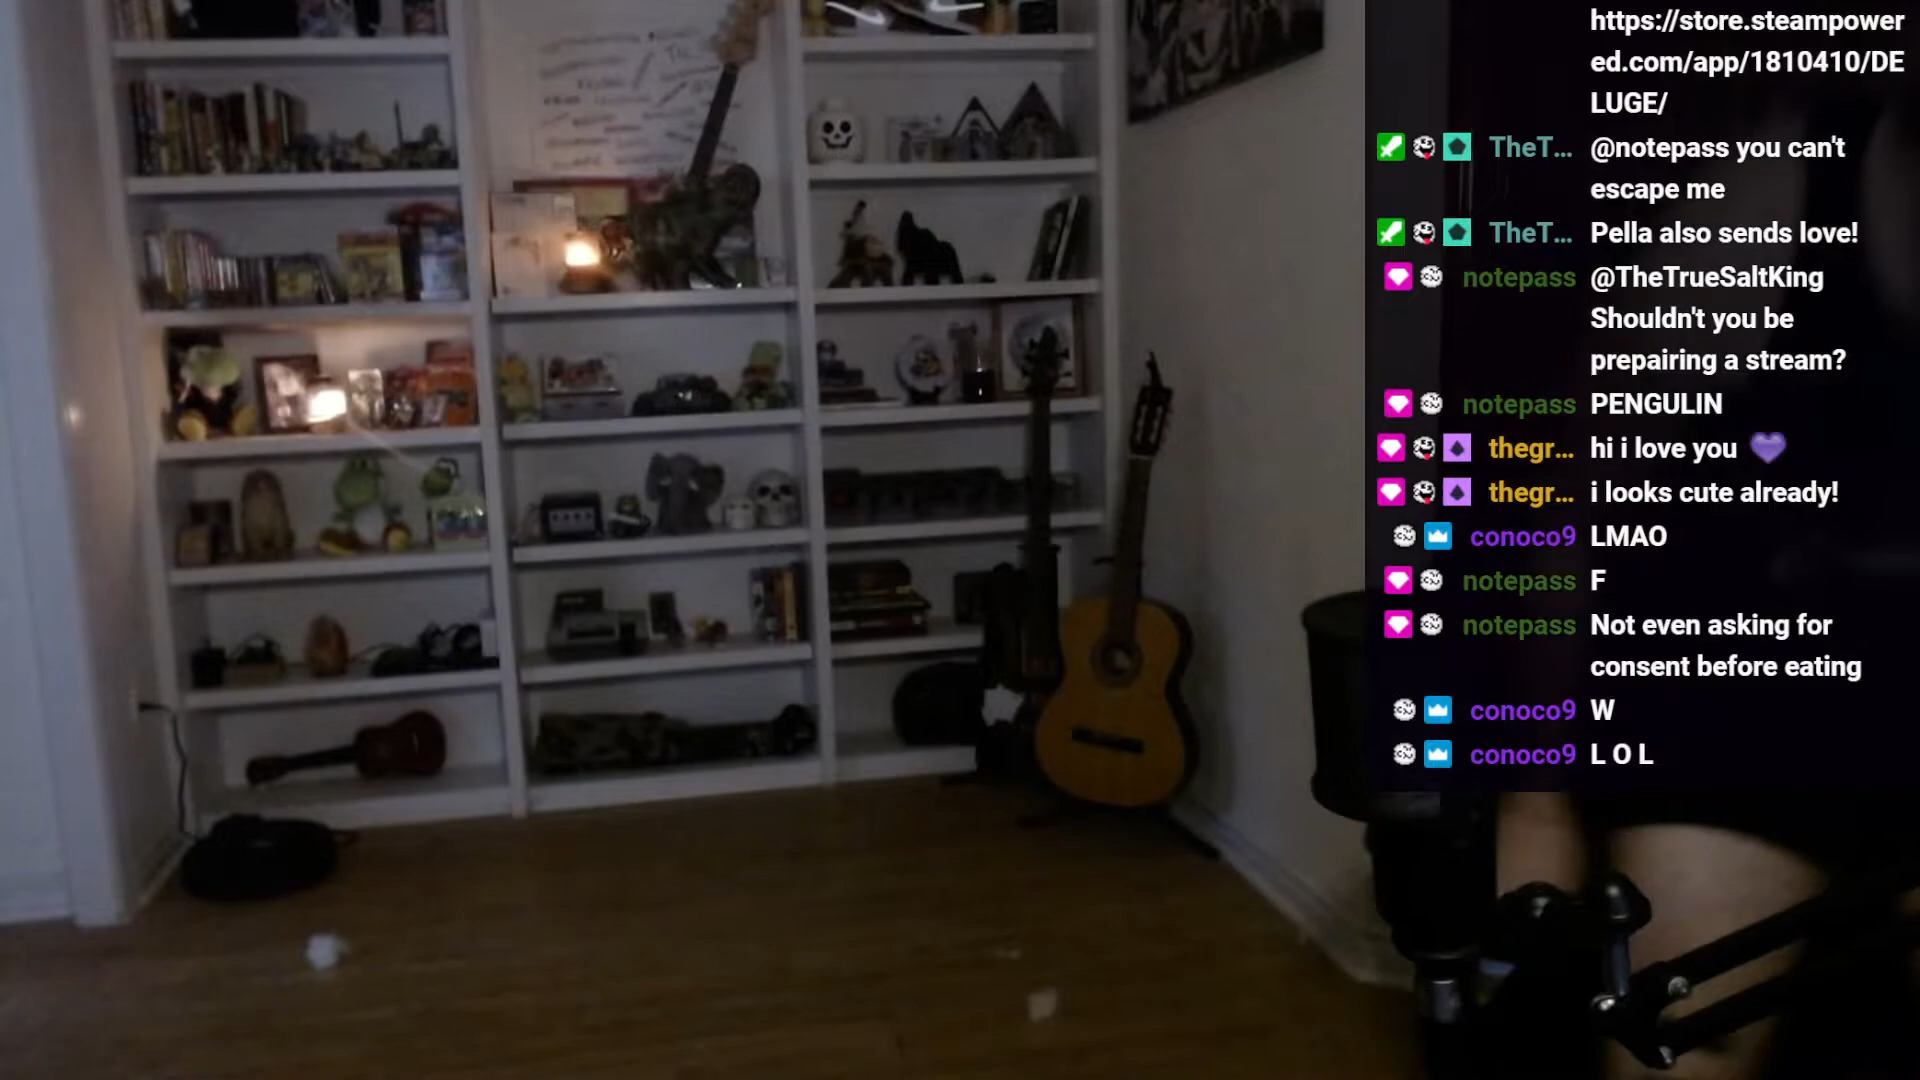 https://store.steampower
ed.com/app/1810410/DE
LUGE/
TheT... @notepass you can't
escape me
TheT... Pella also sends love!
notepass @TheTrueSaltKing
Shouldn't you be
prepairing a stream?
notepass PENGULIN
thegr... hi i love you 💜
thegr... i looks cute already!
conoco9 LMAO
notepass F
notepass Not even asking for
consent before eating
conoco9 W
conoco9 L O L